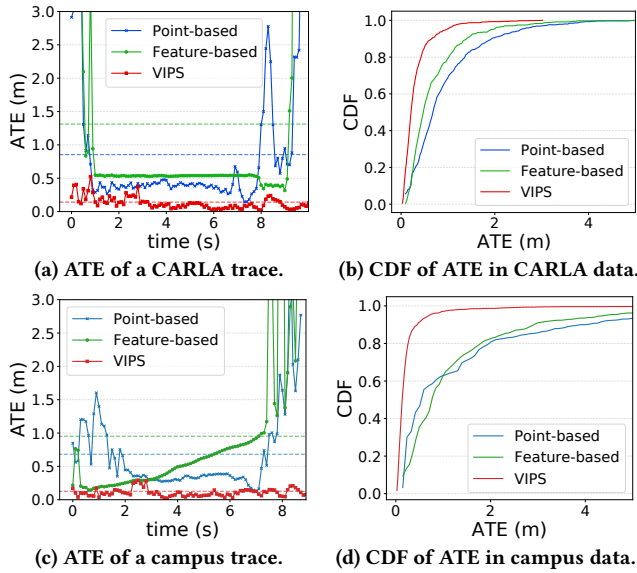 3.0
2.5
2.0
1.5
1.0
0.5
0.0
ATE (m)
Point-based
Feature-based
VIPS
0 2 4 6 8
time (s)
(a) ATE of a CARLA trace.
1.0
0.8
0.6
0.4
0.2
0.0
CDF
Point-based
Feature-based
VIPS
0 2 4
ATE (m)
(b) CDF of ATE in CARLA data.
3.0
2.5
2.0
1.5
1.0
0.5
0.0
ATE (m)
Point-based
Feature-based
VIPS
0 2 4 6 8
time (s)
(c) ATE of a campus trace.
1.0
0.8
0.6
0.4
0.2
0.0
CDF
Point-based
Feature-based
VIPS
0 2 4
ATE (m)
(d) CDF of ATE in campus data.